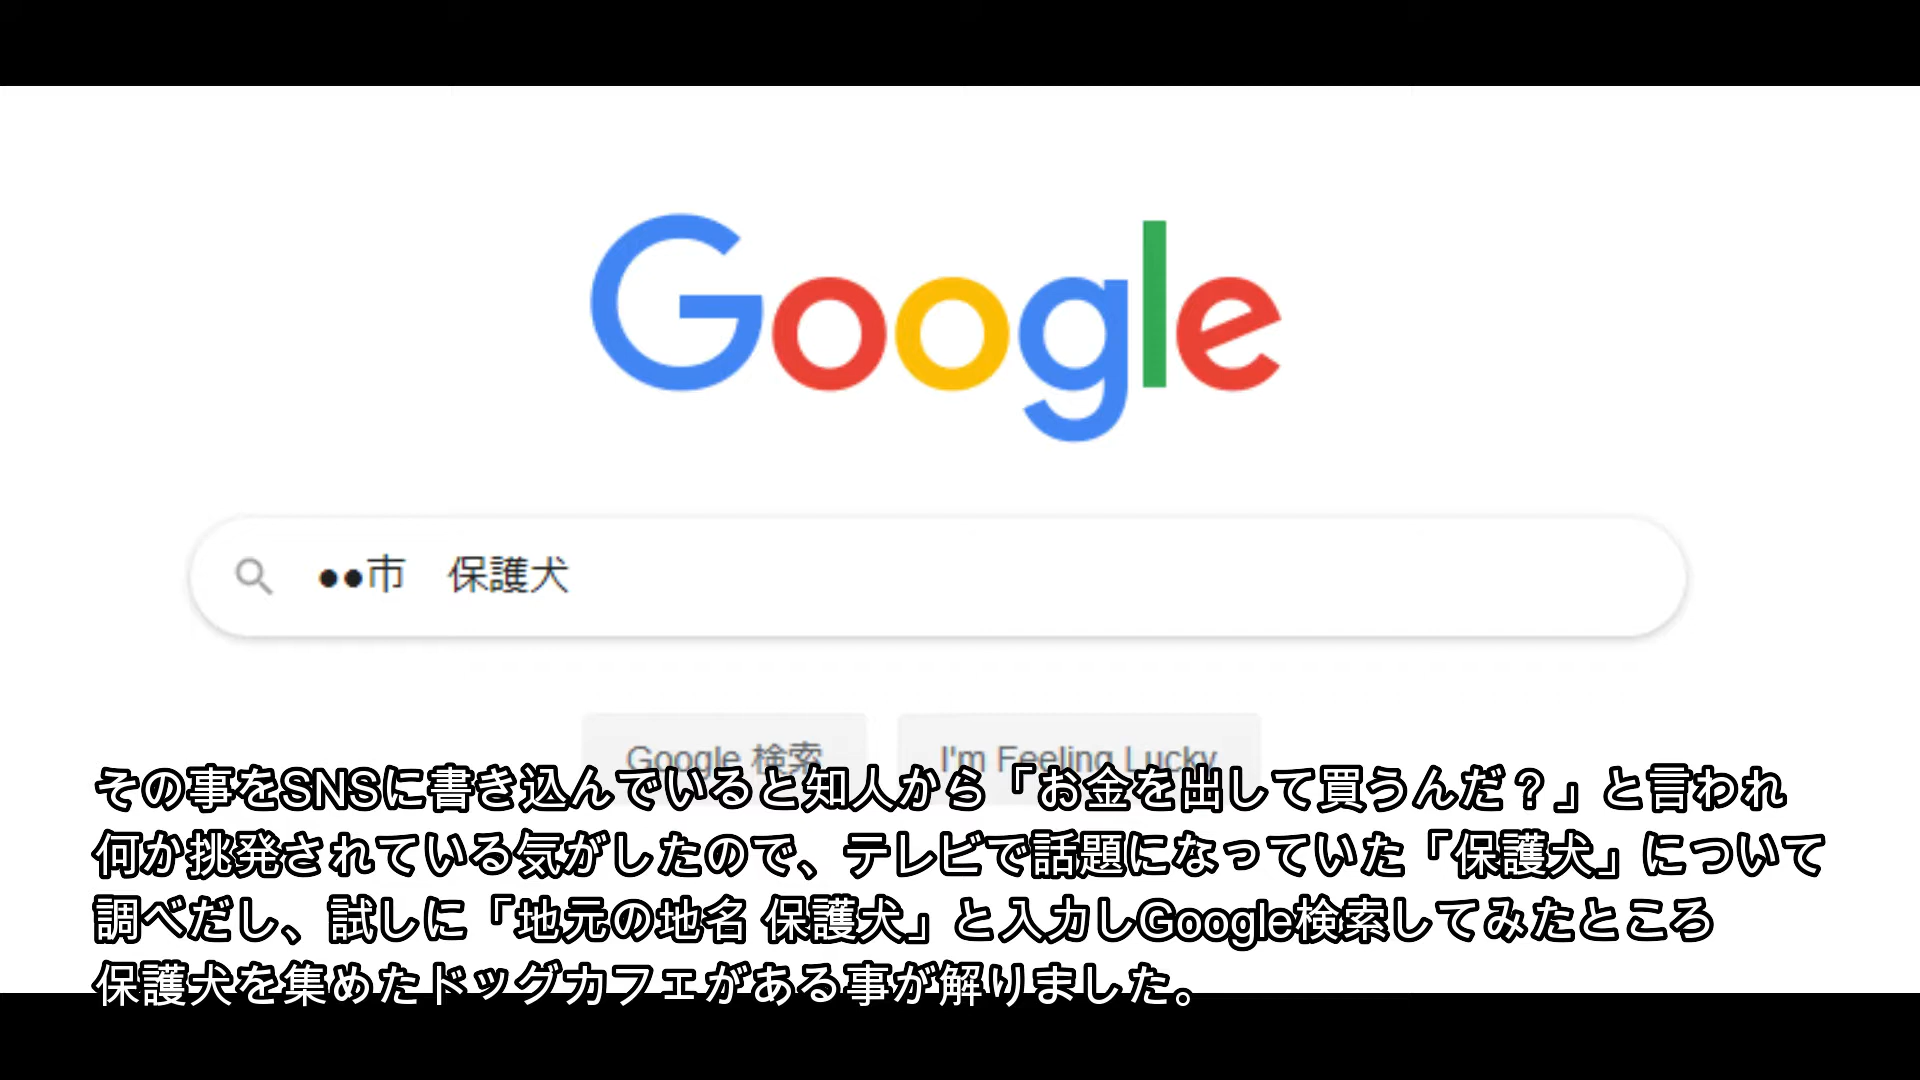 Google
●●市　保護犬
Google 検索
I'm Feeling Lucky
その事をSNSに書き込んでいると知人から「お金を出して買うんだ？」と言われ
何か挑発されている気がしたので、テレビで話題になっていた「保護犬」について
調べだし、試しに「地元の地名 保護犬」と入力しGoogle検索してみたところ
保護犬を集めたドッグカフェがある事が解りました。